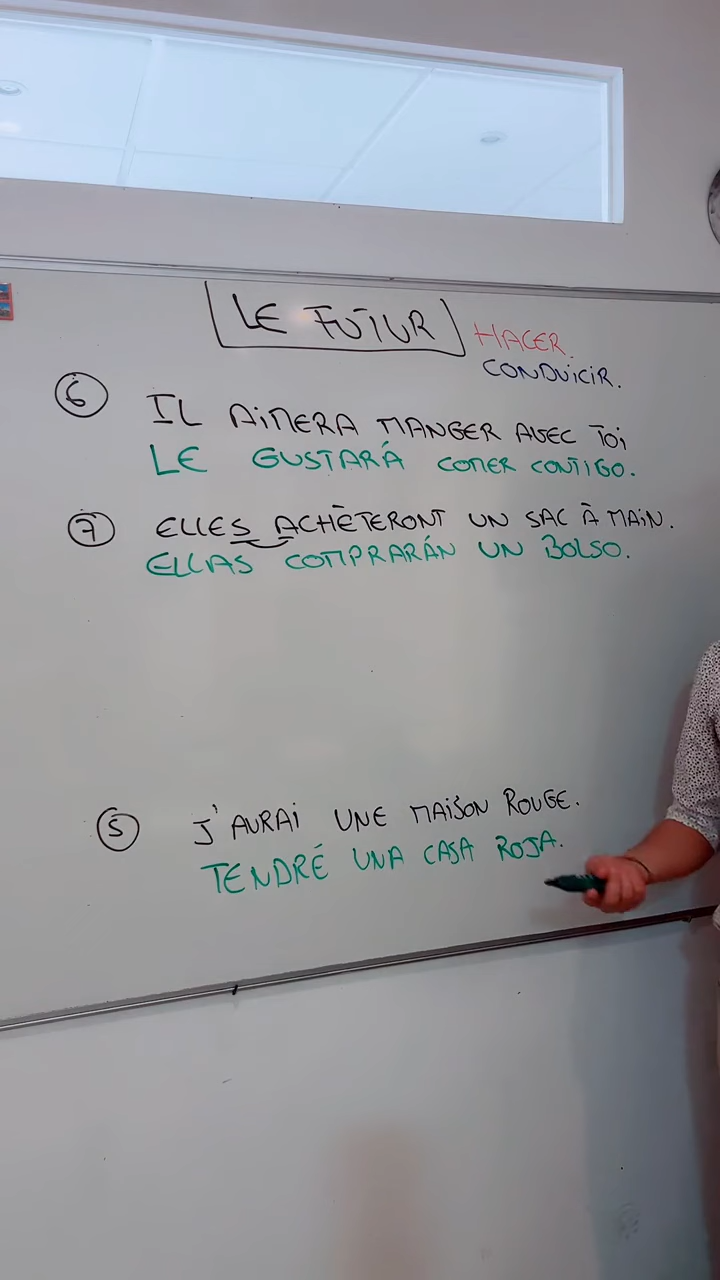 LE FUTUR
HACER.
CONDUICIR.
6 IL AIMERA MANGER AVEC TOI
LE GUSTARÁ COMER CONTIGO.
7 ELLES ACHÈTERONT UN SAC À MAIN.
ELLAS COMPRARÁN UN BOLSO.
5 J'AURAI UNE MAISON ROUGE.
TENDRÉ UNA CASA ROJA.